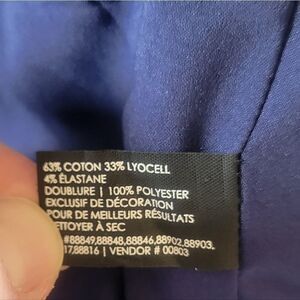 63% COTON 33% LYOCELL
4% ÉLASTANE
DOUBLURE | 100% POLYESTER
EXCLUSIF DE DÉCORATION
POUR DE MEILLEURS RÉSULTATS
NETTOYER À SEC
#88849,88848,88846,88902,88903,
17,88816 | VENDOR # 00803